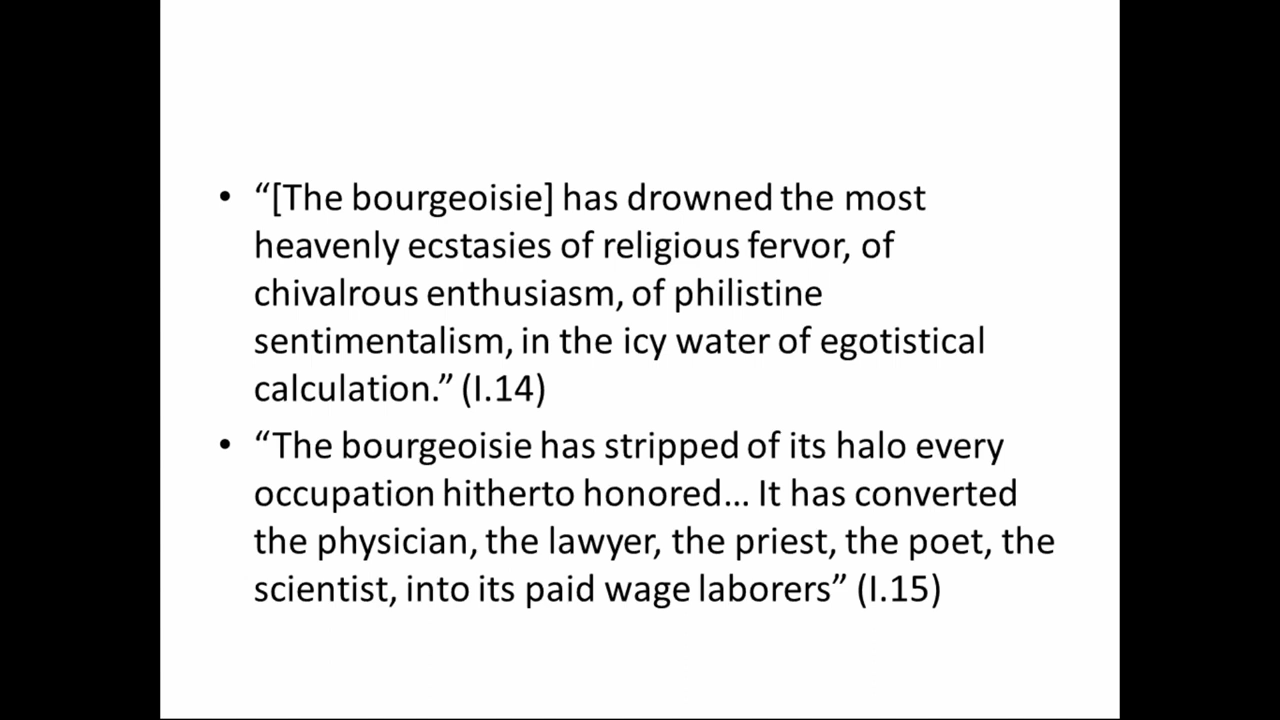 • “[The bourgeoisie] has drowned the most
heavenly ecstasies of religious fervor, of
chivalrous enthusiasm, of philistine
sentimentalism, in the icy water of egotistical
calculation.” (I.14)
• “The bourgeoisie has stripped of its halo every
occupation hitherto honored… It has converted
the physician, the lawyer, the priest, the poet, the
scientist, into its paid wage laborers” (I.15)